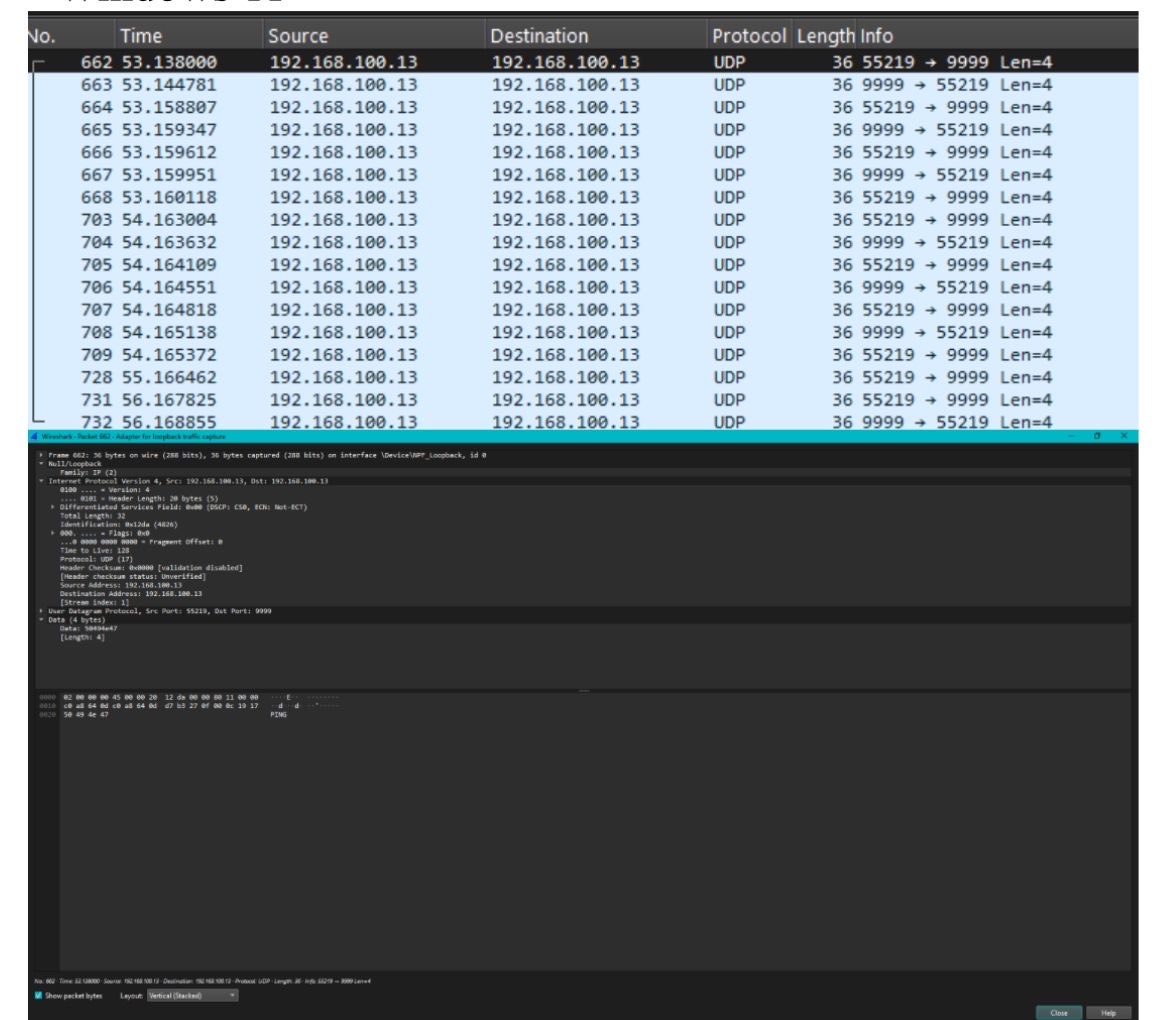 No. Time Source Destination Protocol Length Info
662 53.138000 192.168.100.13 192.168.100.13 UDP 36 55219 → 9999 Len=4
663 53.144781 192.168.100.13 192.168.100.13 UDP 36 9999 → 55219 Len=4
664 53.158807 192.168.100.13 192.168.100.13 UDP 36 55219 → 9999 Len=4
665 53.159347 192.168.100.13 192.168.100.13 UDP 36 9999 → 55219 Len=4
666 53.159612 192.168.100.13 192.168.100.13 UDP 36 55219 → 9999 Len=4
667 53.159951 192.168.100.13 192.168.100.13 UDP 36 9999 → 55219 Len=4
668 53.160118 192.168.100.13 192.168.100.13 UDP 36 55219 → 9999 Len=4
703 54.163004 192.168.100.13 192.168.100.13 UDP 36 55219 → 9999 Len=4
704 54.163632 192.168.100.13 192.168.100.13 UDP 36 9999 → 55219 Len=4
705 54.164109 192.168.100.13 192.168.100.13 UDP 36 55219 → 9999 Len=4
706 54.164551 192.168.100.13 192.168.100.13 UDP 36 9999 → 55219 Len=4
707 54.164818 192.168.100.13 192.168.100.13 UDP 36 55219 → 9999 Len=4
708 54.165138 192.168.100.13 192.168.100.13 UDP 36 9999 → 55219 Len=4
709 54.165372 192.168.100.13 192.168.100.13 UDP 36 55219 → 9999 Len=4
728 55.166462 192.168.100.13 192.168.100.13 UDP 36 55219 → 9999 Len=4
731 56.167825 192.168.100.13 192.168.100.13 UDP 36 55219 → 9999 Len=4
732 56.168855 192.168.100.13 192.168.100.13 UDP 36 9999 → 55219 Len=4
Wireshark · Packet 662 · Adapter for loopback traffic capture
Frame 662: 36 bytes on wire (288 bits), 36 bytes captured (288 bits) on interface \Device\NPF_Loopback, id 0
Null/Loopback
Family: IP (2)
Internet Protocol Version 4, Src: 192.168.100.13, Dst: 192.168.100.13
0100 .... = Version: 4
.... 0101 = Header Length: 20 bytes (5)
Differentiated Services Field: 0x00 (DSCP: CS0, ECN: Not-ECT)
Total Length: 32
Identification: 0x12da (4826)
000. .... = Flags: 0x0
...0 0000 0000 0000 = Fragment Offset: 0
Time to Live: 128
Protocol: UDP (17)
Header Checksum: 0x0000 [validation disabled]
[Header checksum status: Unverified]
Source Address: 192.168.100.13
Destination Address: 192.168.100.13
[Stream index: 1]
User Datagram Protocol, Src Port: 55219, Dst Port: 9999
Data (4 bytes)
Data: 50494e47
[Length: 4]
0000 02 00 00 00 45 00 00 20 12 da 00 00 80 11 00 00 ····E·· ········
0010 c0 a8 64 0d c0 a8 64 0d d7 b3 27 0f 00 0c 19 17 ··d···d· ··'·····
0020 50 49 4e 47 PING
No: 662 · Time: 53.138000 · Source: 192.168.100.13 · Destination: 192.168.100.13 · Protocol: UDP · Length: 36 · Info: 55219 → 9999 Len=4
Show packet bytes Layout: Vertical (Stacked)
Close Help